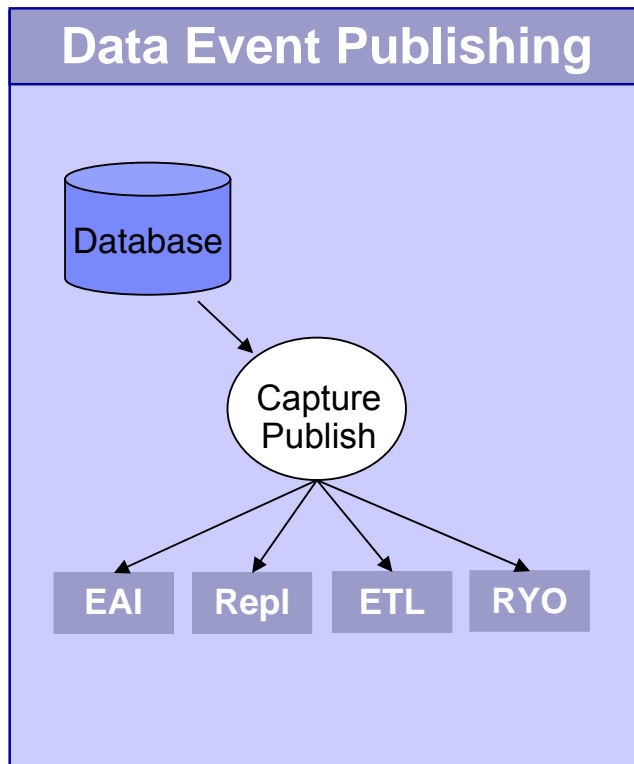 Data Event Publishing
Database
Capture
Publish
EAI
Repl
ETL
RYO